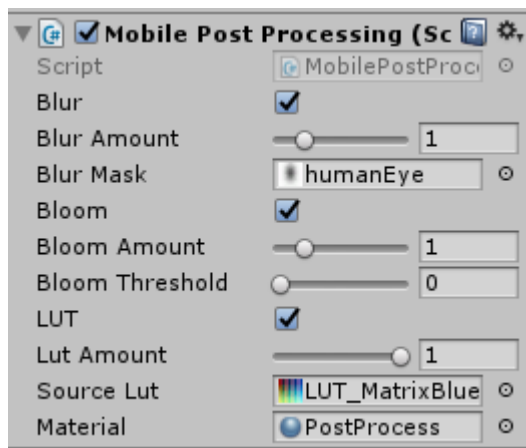 Mobile Post Processing (Sc
Script MobilePostProc
Blur
Blur Amount 1
Blur Mask humanEye
Bloom
Bloom Amount 1
Bloom Threshold 0
LUT
Lut Amount 1
Source Lut LUT_MatrixBlue
Material PostProcess